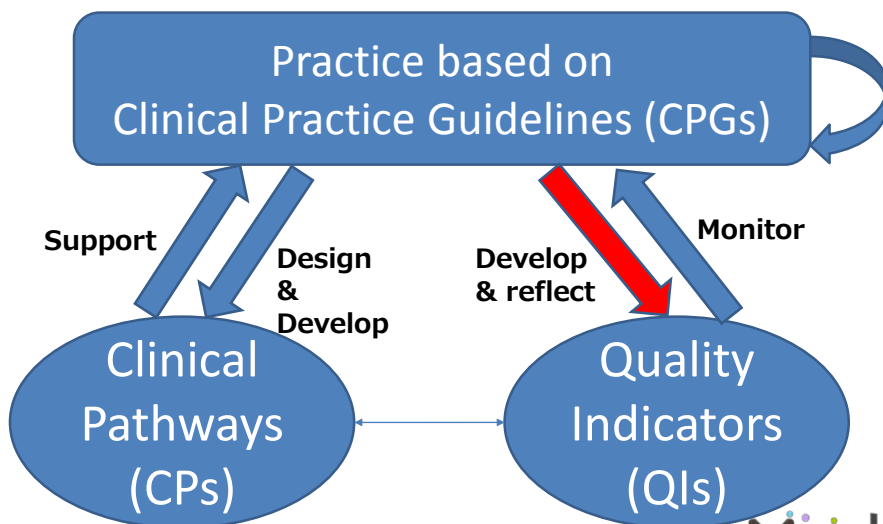 Practice based on
Clinical Practice Guidelines (CPGs)
Support
Design
&
Develop
Develop
& reflect
Monitor
Clinical
Pathways
(CPs)
Quality
Indicators
(QIs)